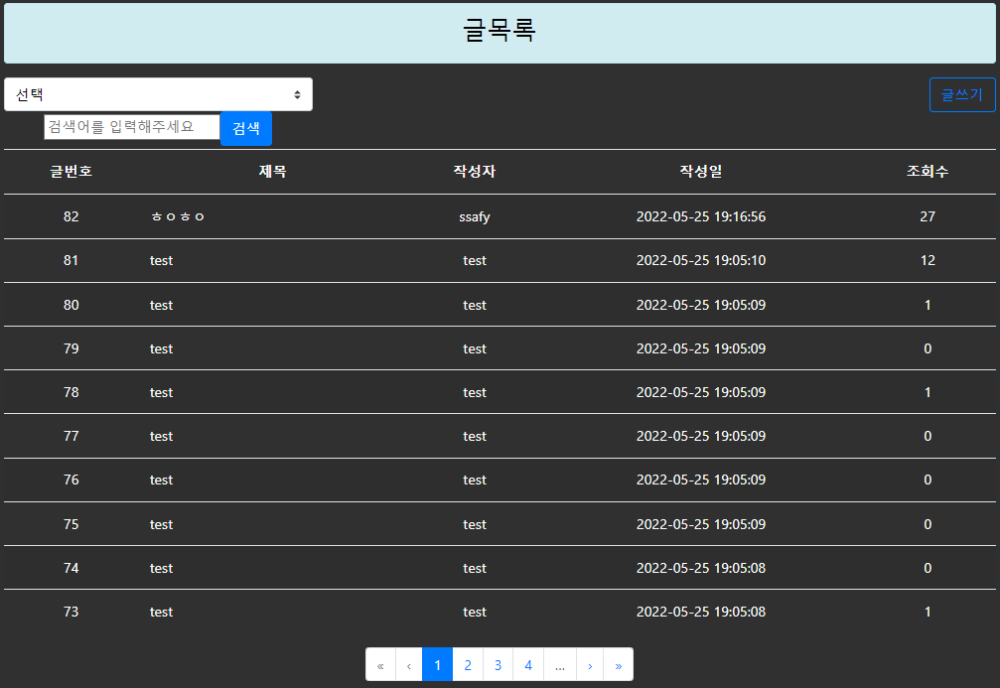 글목록
선택 글쓰기
검색어를 입력해주세요 검색
글번호 제목 작성자 작성일 조회수
82 ㅎㅇㅎㅇ ssafy 2022-05-25 19:16:56 27
81 test test 2022-05-25 19:05:10 12
80 test test 2022-05-25 19:05:09 1
79 test test 2022-05-25 19:05:09 0
78 test test 2022-05-25 19:05:09 1
77 test test 2022-05-25 19:05:09 0
76 test test 2022-05-25 19:05:09 0
75 test test 2022-05-25 19:05:09 0
74 test test 2022-05-25 19:05:08 0
73 test test 2022-05-25 19:05:08 1
« ‹ 1 2 3 4 ... › »